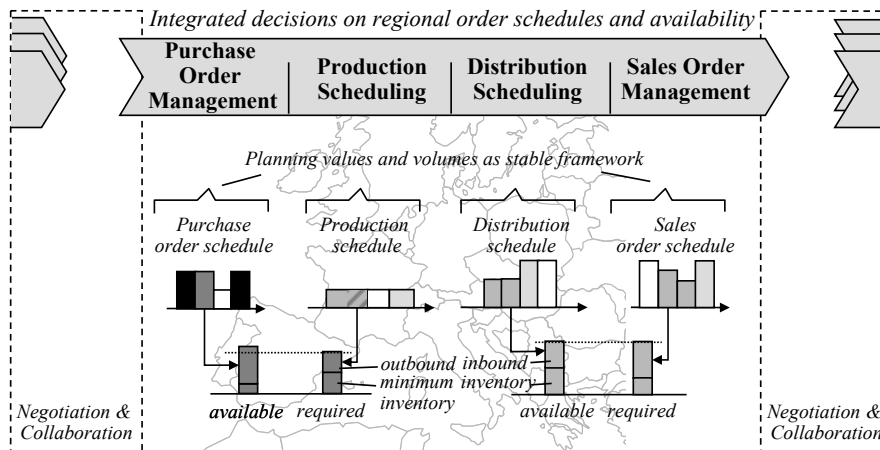 Integrated decisions on regional order schedules and availability
Purchase
Order
Management
Production
Scheduling
Distribution
Scheduling
Sales Order
Management
Planning values and volumes as stable framework
Purchase
order schedule
Production
schedule
Distribution
schedule
Sales
order schedule
outbound inbound
minimum inventory
inventory
available required
available required
Negotiation &
Collaboration
Negotiation &
Collaboration